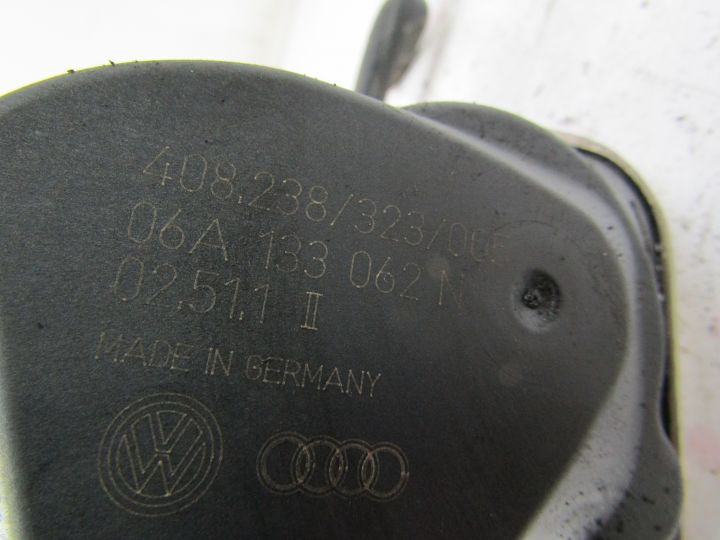 408.238/323/00
06A 133 062 N
02.51.1 II
MADE IN GERMANY